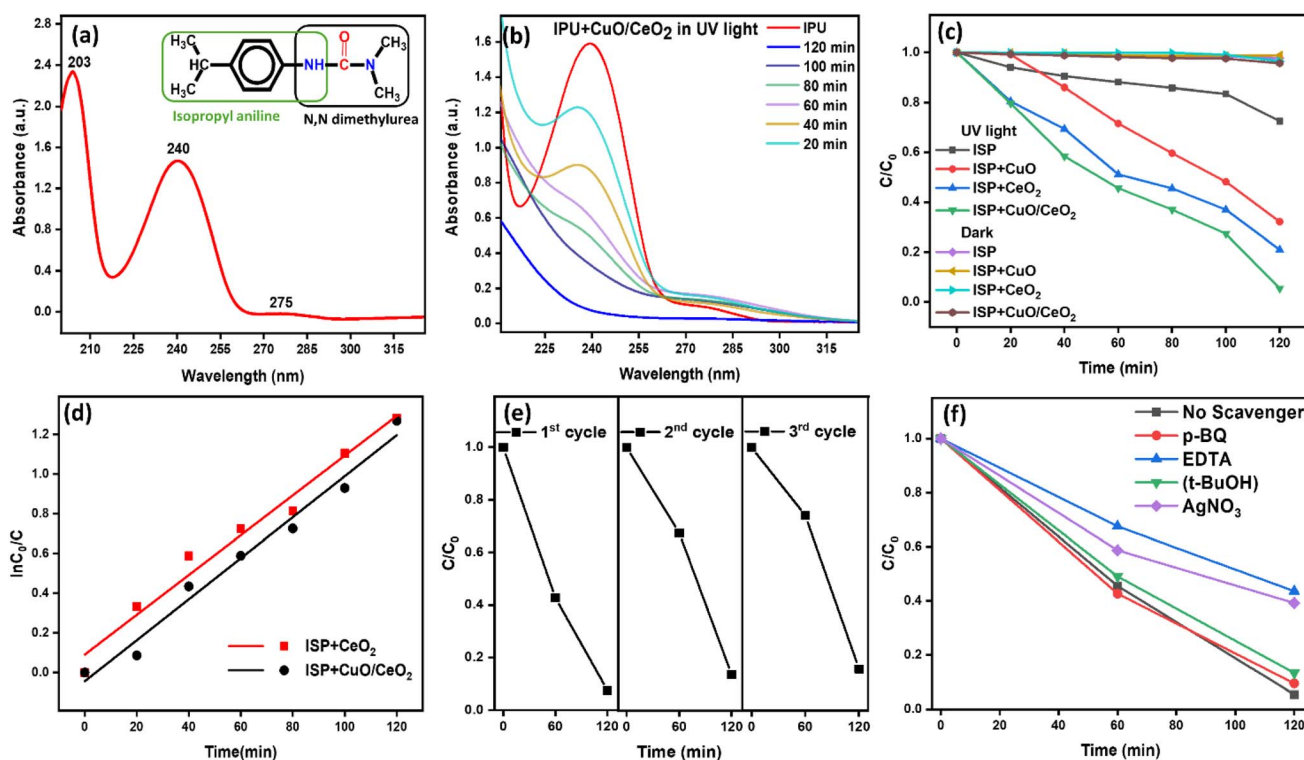 (a)
H₃C
H₃C
CH
NH
O
C
N
CH₃
CH₃
Isopropyl aniline
N,N dimethylurea
203
240
275
2.8
2.4
2.0
1.6
1.2
0.8
0.4
0.0
Absorbance (a.u.)
210 225 240 255 270 285 300 315
Wavelength (nm)
(b)
IPU+CuO/CeO₂ in UV light
IPU
120 min
100 min
80 min
60 min
40 min
20 min
1.6
1.4
1.2
1.0
0.8
0.6
0.4
0.2
0.0
Absorbance (a.u.)
225 240 255 270 285 300 315
Wavelength (nm)
(c)
1.0
0.8
0.6
0.4
0.2
0.0
C/C₀
UV light
ISP
ISP+CuO
ISP+CeO₂
ISP+CuO/CeO₂
Dark
ISP
ISP+CuO
ISP+CeO₂
ISP+CuO/CeO₂
0 20 40 60 80 100 120
Time (min)
(d)
1.2
1.0
0.8
0.6
0.4
0.2
0.0
lnC₀/C
ISP+CeO₂
ISP+CuO/CeO₂
0 20 40 60 80 100 120
Time(min)
(e)
1ˢᵗ cycle
2ⁿᵈ cycle
3ʳᵈ cycle
1.0
0.8
0.6
0.4
0.2
0.0
C/C₀
0 60 120 0 60 120 0 60 120
Time (min)
(f)
No Scavenger
p-BQ
EDTA
(t-BuOH)
AgNO₃
1.0
0.8
0.6
0.4
0.2
0.0
C/C₀
0 20 40 60 80 100 120
Time (min)